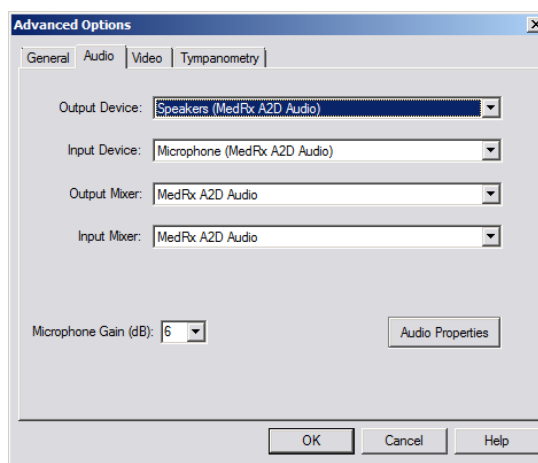 Advanced Options
General Audio Video Tympanometry
Output Device: Speakers (MedRx A2D Audio)
Input Device: Microphone (MedRx A2D Audio)
Output Mixer: MedRx A2D Audio
Input Mixer: MedRx A2D Audio
Microphone Gain (dB): 6 Audio Properties
OK Cancel Help